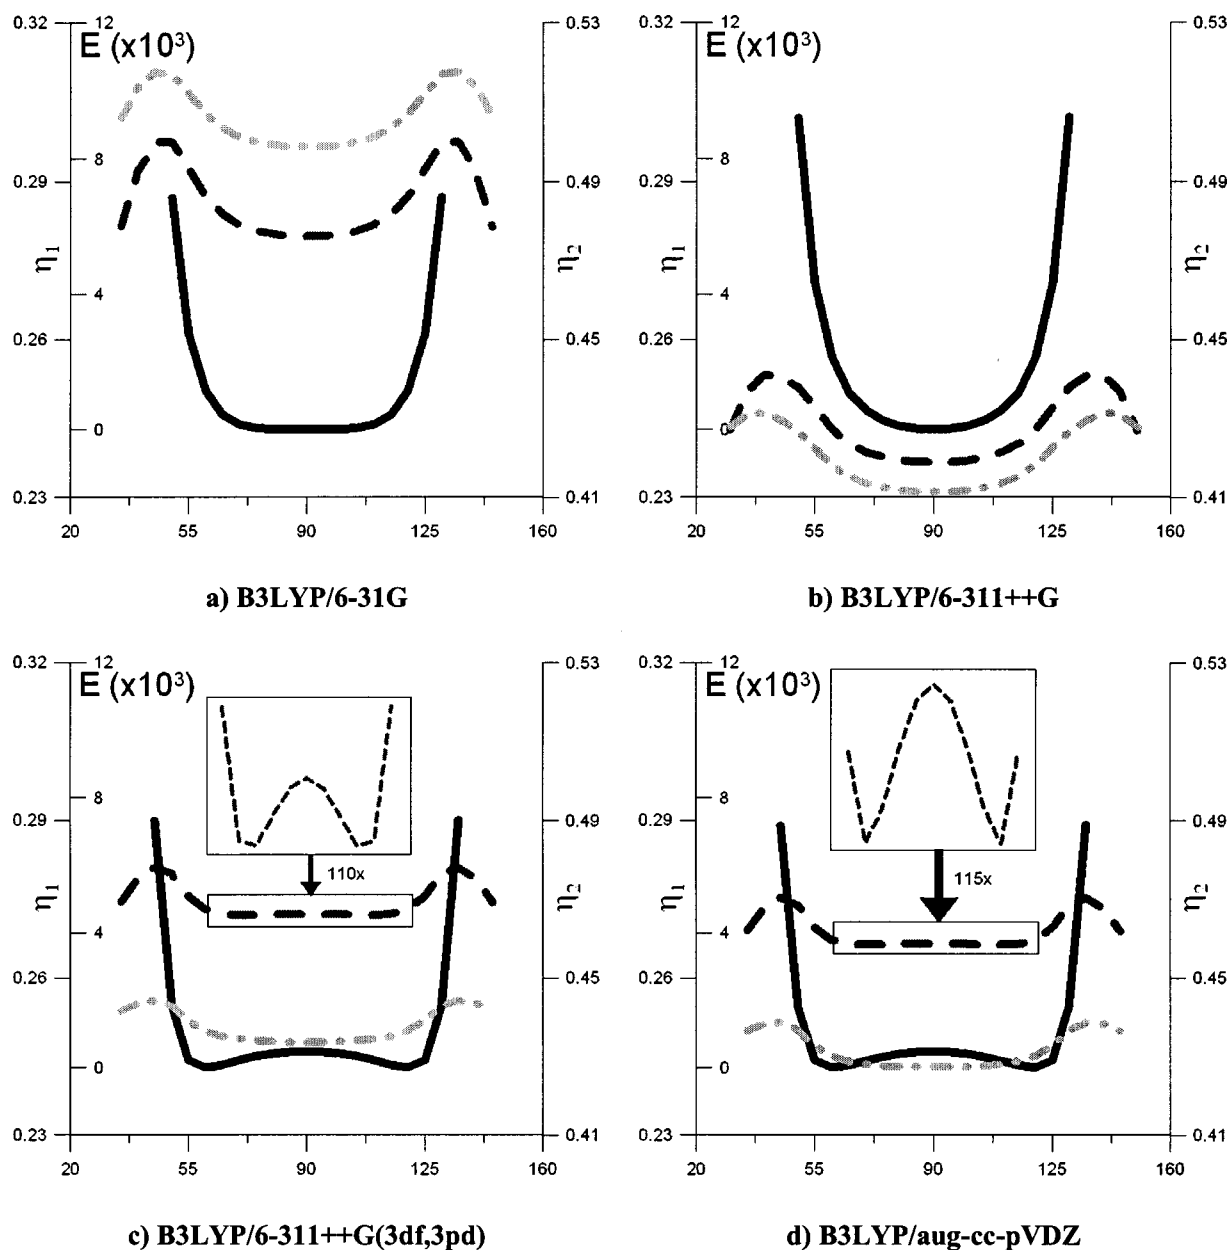 0.32 12 0.53
E (x10³)
8
0.29 0.49
η₁ η₂
4
0.26 0.45
0
0.23 0.41
20 55 90 125 160
a) B3LYP/6-31G
0.32 12 0.53
E (x10³)
8
0.29 0.49
η₁ η₂
4
0.26 0.45
0
0.23 0.41
20 55 90 125 160
b) B3LYP/6-311++G
0.32 12 0.53
E (x10³)
8
0.29 0.49
110x
η₁ η₂
4
0.26 0.45
0
0.23 0.41
20 55 90 125 160
c) B3LYP/6-311++G(3df,3pd)
0.32 12 0.53
E (x10³)
8
0.29 0.49
115x
η₁ η₂
4
0.26 0.45
0
0.23 0.41
20 55 90 125 160
d) B3LYP/aug-cc-pVDZ